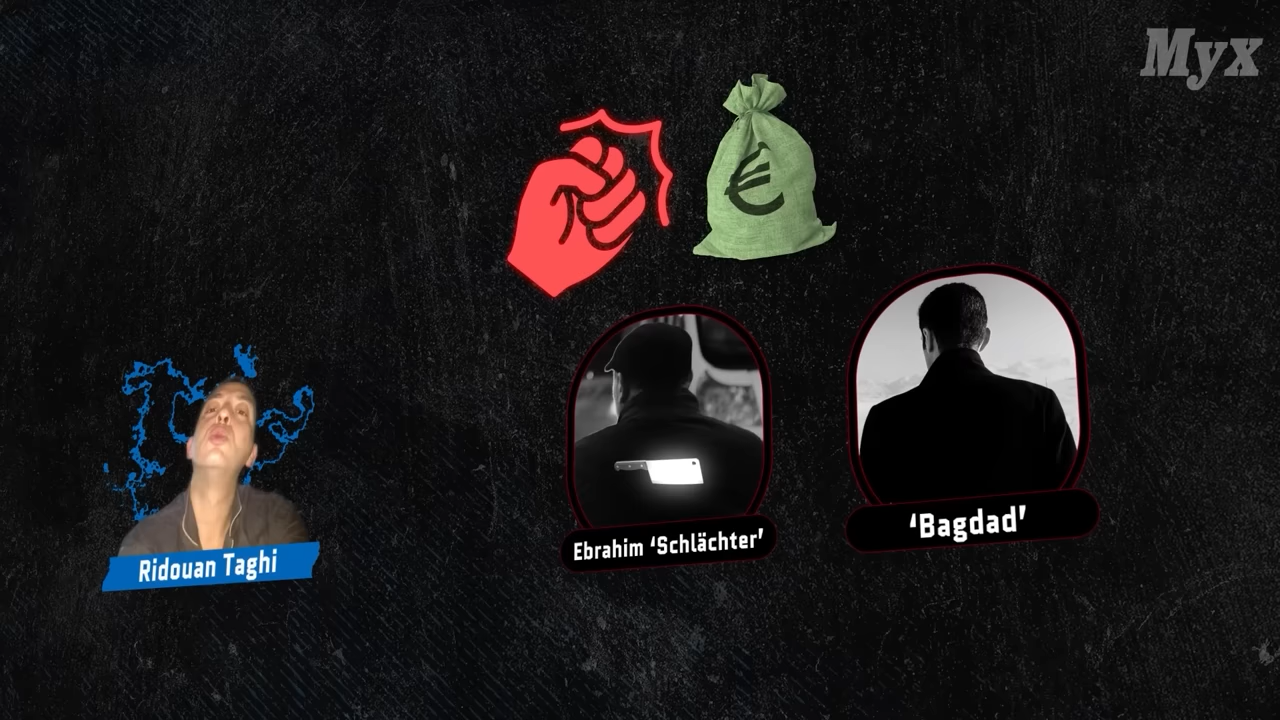 Myx
€
Ridouan Taghi
Ebrahim ‘Schlächter’
‘Bagdad’